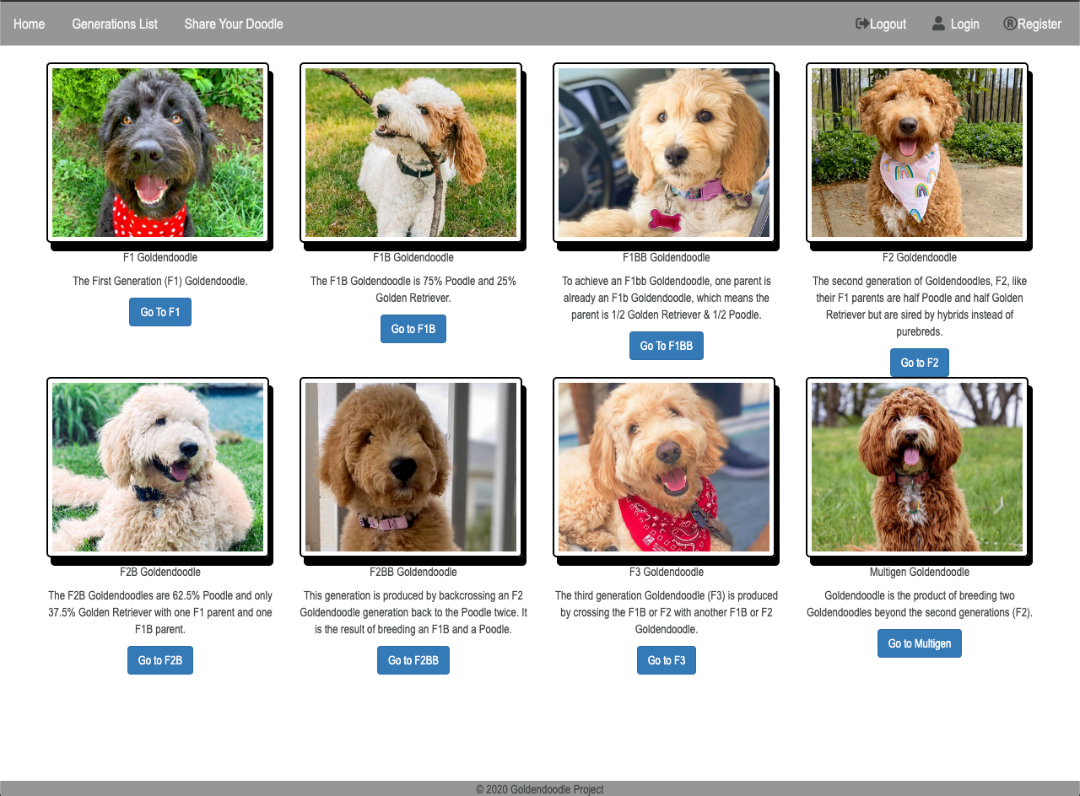 Home Generations List Share Your Doodle Logout Login ®Register
F1 Goldendoodle
The First Generation (F1) Goldendoodle.
Go To F1
F1B Goldendoodle
The F1B Goldendoodle is 75% Poodle and 25%
Golden Retriever.
Go to F1B
F1BB Goldendoodle
To achieve an F1bb Goldendoodle, one parent is
already an F1b Goldendoodle, which means the
parent is 1/2 Golden Retriever & 1/2 Poodle.
Go To F1BB
F2 Goldendoodle
The second generation of Goldendoodles, F2, like
their F1 parents are half Poodle and half Golden
Retriever but are sired by hybrids instead of
purebreds.
Go to F2
F2B Goldendoodle
The F2B Goldendoodles are 62.5% Poodle and only
37.5% Golden Retriever with one F1 parent and one
F1B parent.
Go to F2B
F2BB Goldendoodle
This generation is produced by backcrossing an F2
Goldendoodle generation back to the Poodle twice. It
is the result of breeding an F1B and a Poodle.
Go to F2BB
F3 Goldendoodle
The third generation Goldendoodle (F3) is produced
by crossing the F1B or F2 with another F1B or F2
Goldendoodle.
Go to F3
Multigen Goldendoodle
Goldendoodle is the product of breeding two
Goldendoodles beyond the second generations (F2).
Go to Multigen
© 2020 Goldendoodle Project